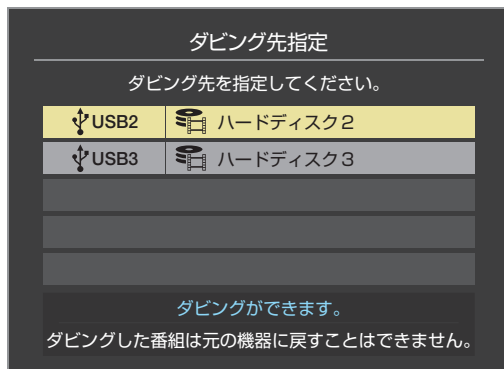 ダビング先指定
ダビング先を指定してください。
USB2 ハードディスク2
USB3 ハードディスク3
ダビングができます。
ダビングした番組は元の機器に戻すことはできません。